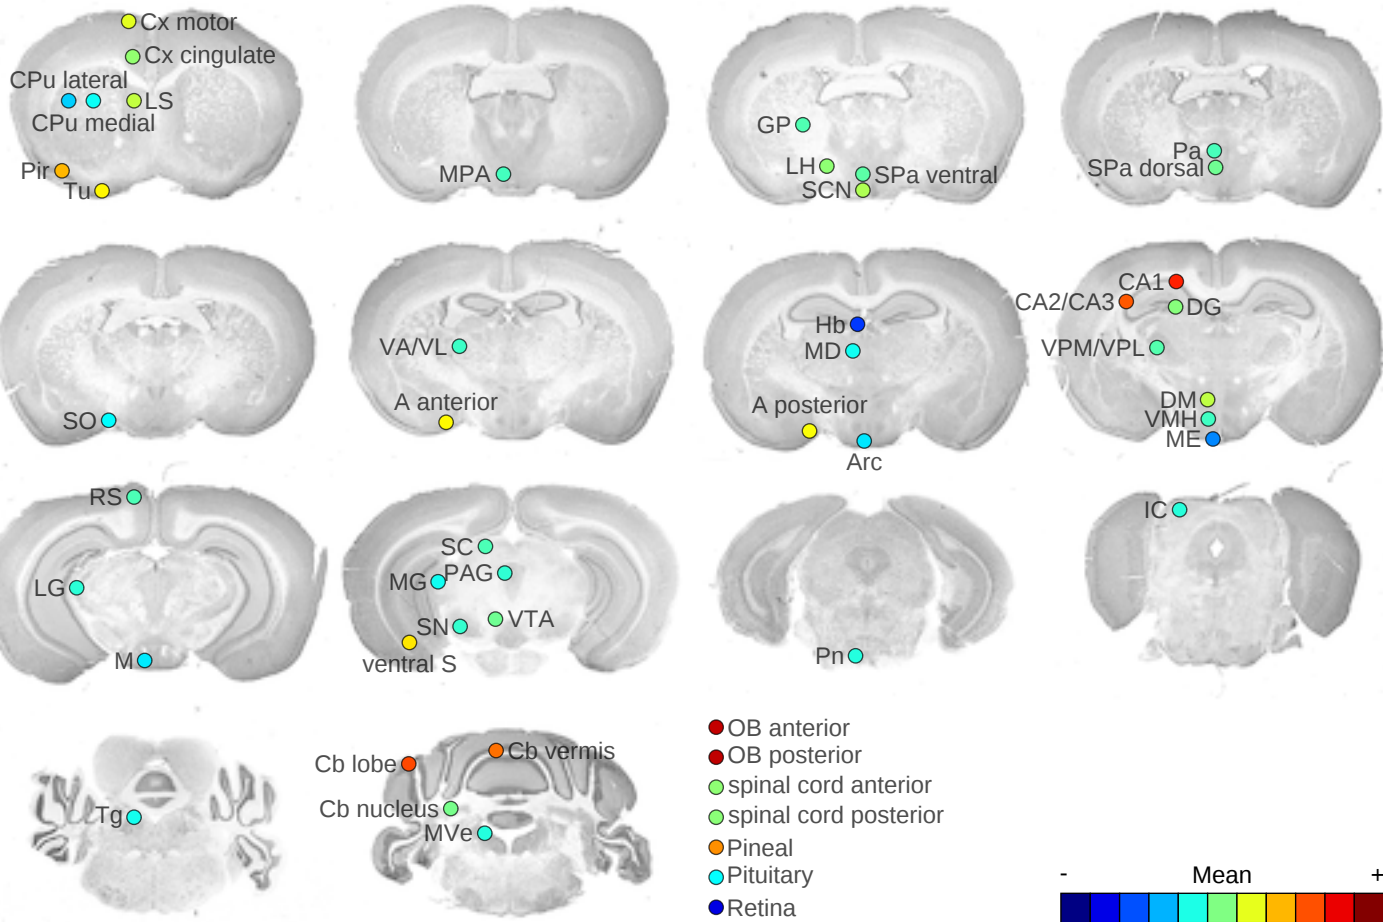 Cx motor
Cx cingulate
CPu lateral
LS
CPu medial
Pir
Tu
MPA
GP
LH
SPa ventral
SCN
Pa
SPa dorsal
SO
VA/VL
A anterior
Hb
MD
A posterior
Arc
CA1
CA2/CA3
DG
VPM/VPL
DM
VMH
ME
RS
LG
M
SC
PAG
MG
SN
VTA
ventral S
Pn
IC
Tg
Cb lobe
Cb vermis
Cb nucleus
MVe
OB anterior
OB posterior
spinal cord anterior
spinal cord posterior
Pineal
Pituitary
Retina
- Mean +